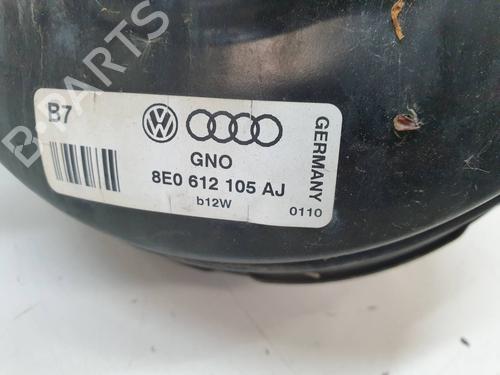 B-PARTS
B7
GNO
8E0 612 105 AJ
b12W
GERMANY
0110